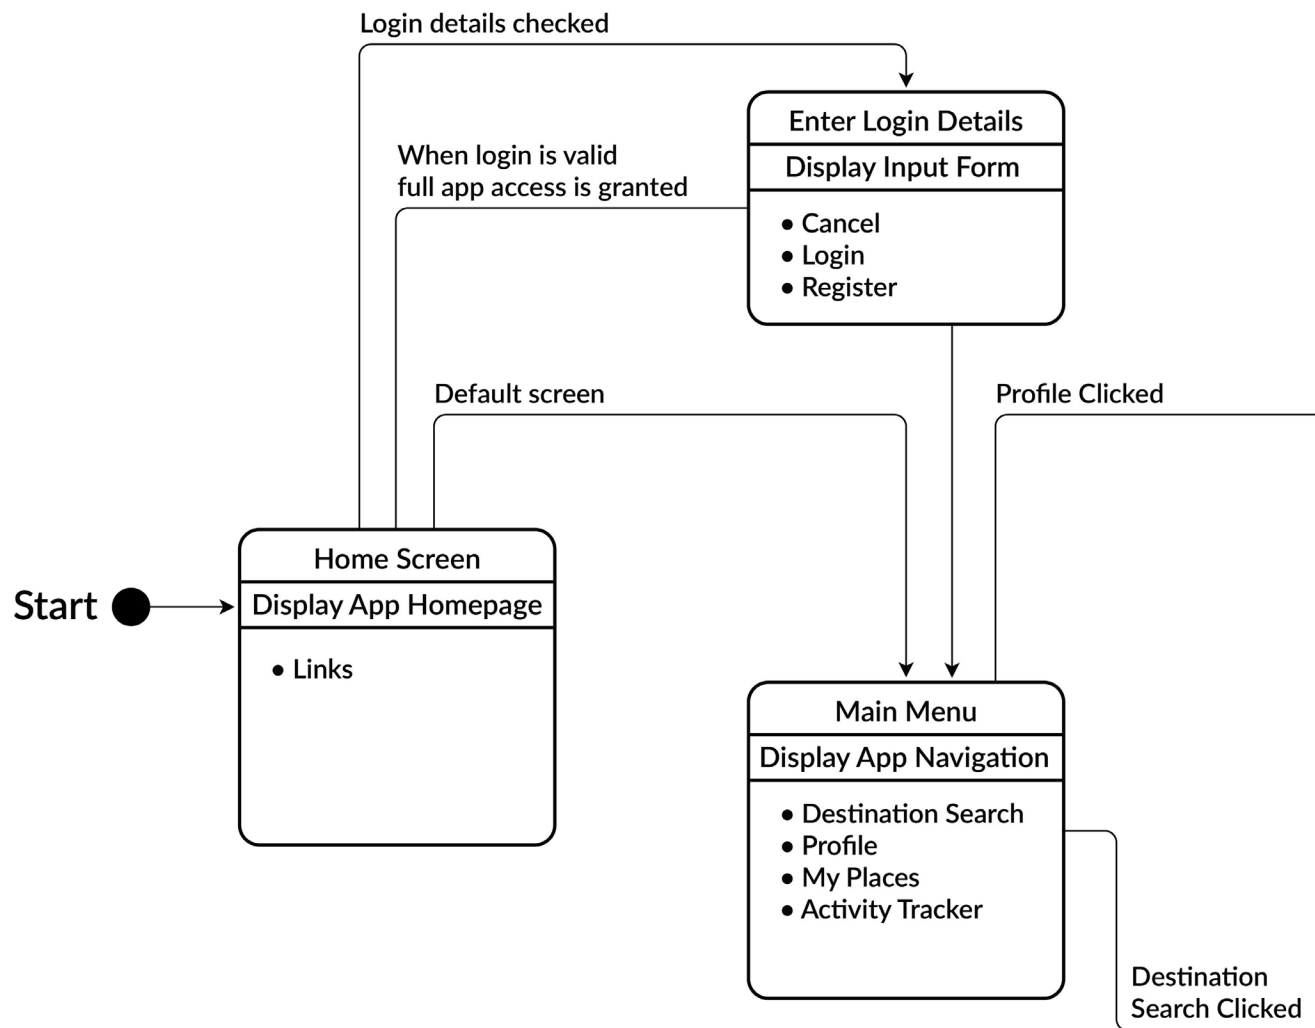 Login details checked
Enter Login Details
Display Input Form
• Cancel
• Login
• Register
When login is valid
full app access is granted
Default screen
Profile Clicked
Start
Home Screen
Display App Homepage
• Links
Main Menu
Display App Navigation
• Destination Search
• Profile
• My Places
• Activity Tracker
Destination
Search Clicked